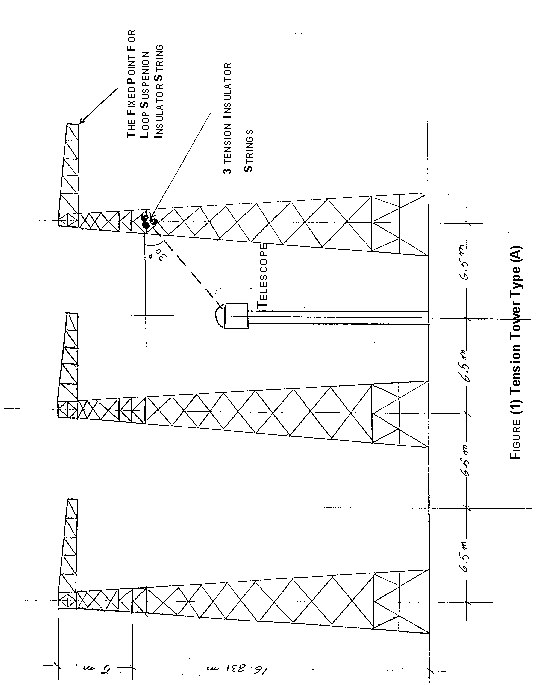 THE FIXED POINT FOR
LOOP SUSPENION
INSULATOR STRING
3 TENSION INSULATOR
STRINGS
30°
TELESCOPE
6.5 m
6.5 m
6.5 m
6.5 m
5 m
16.231 m
FIGURE (1) Tension Tower Type (A)